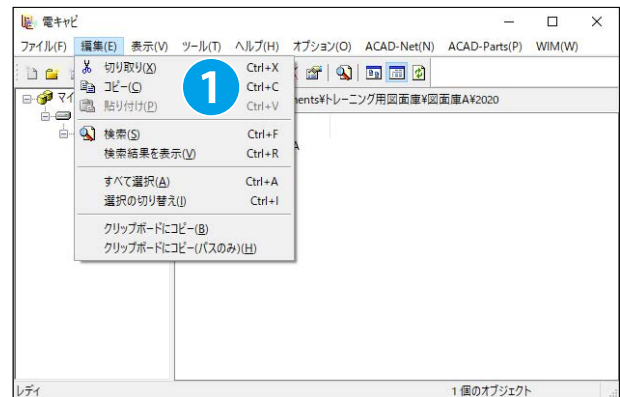 電キャビ
ファイル(F) 編集(E) 表示(V) ツール(T) ヘルプ(H) オプション(O) ACAD-Net(N) ACAD-Parts(P) WIM(W)
切り取り(X) Ctrl+X
コピー(C) Ctrl+C
貼り付け(P) Ctrl+V
検索(S) Ctrl+F
検索結果を表示(V) Ctrl+R
すべて選択(A) Ctrl+A
選択の切り替え(I) Ctrl+I
クリップボードにコピー(B)
クリップボードにコピー(パスのみ)(H)
1
マイ
ments¥トレーニング用図面庫¥図面庫A¥2020
A
レディ
1 個のオブジェクト